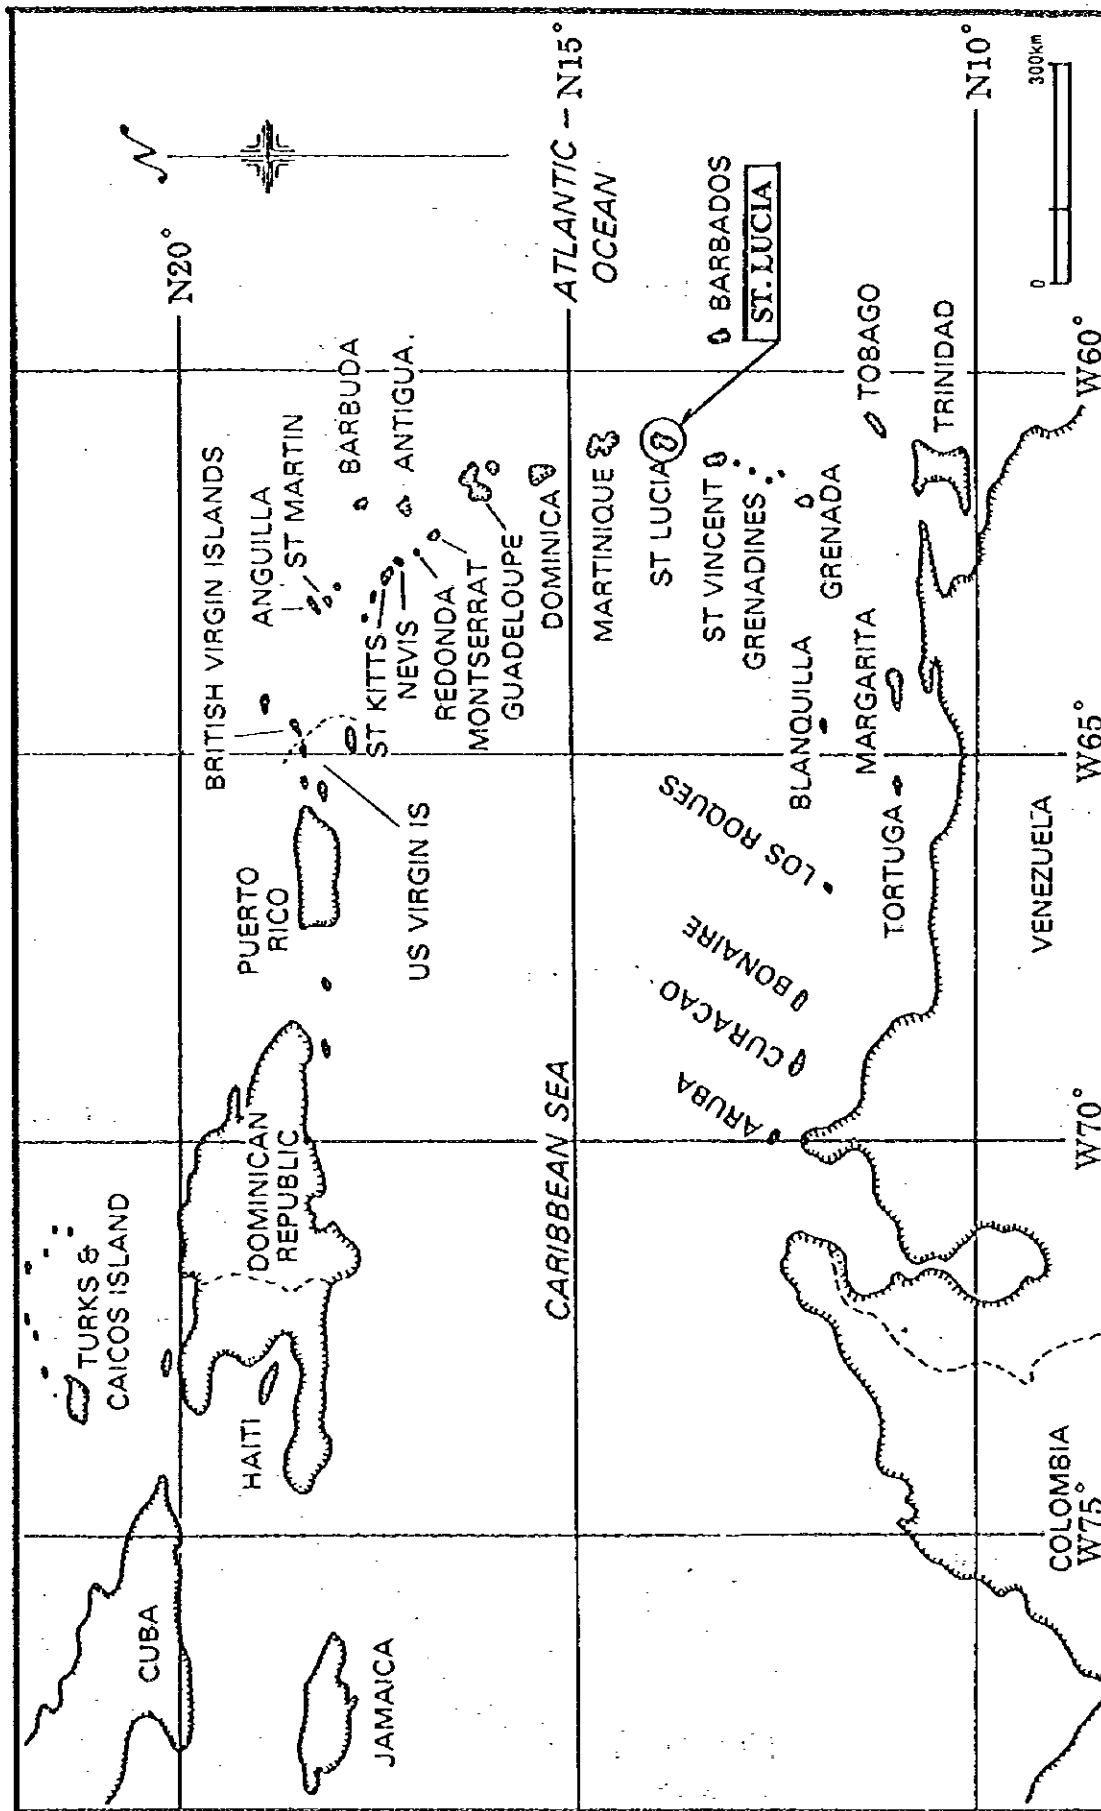 N
N20°
ATLANTIC
OCEAN
N15°
N10°
0
300km
CUBA
JAMAICA
TURKS &
CAICOS ISLAND
HAITI
DOMINICAN
REPUBLIC
PUERTO
RICO
US VIRGIN IS
BRITISH VIRGIN ISLANDS
ANGUILLA
ST MARTIN
BARBUDA
ANTIGUA.
ST KITTS
NEVIS
REDONDA
MONTSERRAT
GUADELOUPE
DOMINICA
MARTINIQUE
ST LUCIA
BARBADOS
ST. LUCIA
ST VINCENT
GRENADINES
GRENADA
TOBAGO
TRINIDAD
CARIBBEAN SEA
ARUBA
CURACAO
BONAIRE
LOS ROQUES
BLANQUILLA
MARGARITA
TORTUGA
VENEZUELA
COLOMBIA
W75°
W70°
W65°
W60°